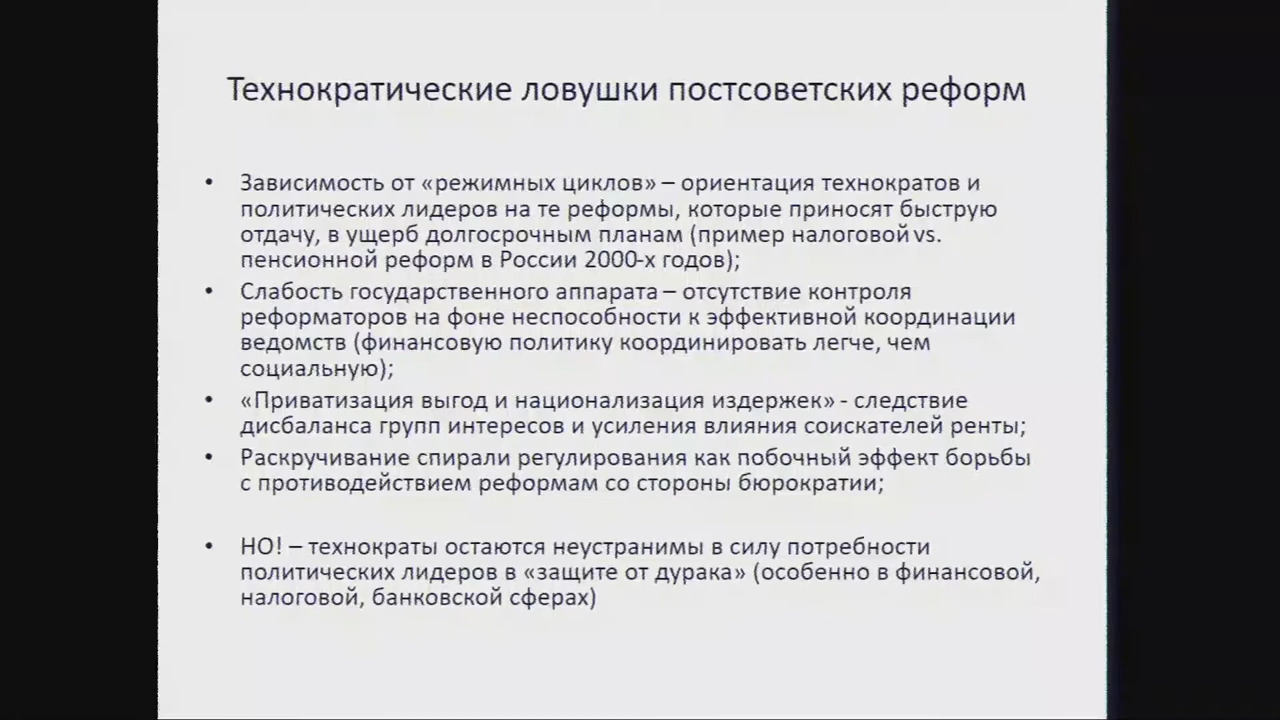 Технократические ловушки постсоветских реформ
• Зависимость от «режимных циклов» – ориентация технократов и
политических лидеров на те реформы, которые приносят быструю
отдачу, в ущерб долгосрочным планам (пример налоговой vs.
пенсионной реформ в России 2000-х годов);
• Слабость государственного аппарата – отсутствие контроля
реформаторов на фоне неспособности к эффективной координации
ведомств (финансовую политику координировать легче, чем
социальную);
• «Приватизация выгод и национализация издержек» - следствие
дисбаланса групп интересов и усиления влияния соискателей ренты;
• Раскручивание спирали регулирования как побочный эффект борьбы
с противодействием реформам со стороны бюрократии;
• НО! – технократы остаются неустранимы в силу потребности
политических лидеров в «защите от дурака» (особенно в финансовой,
налоговой, банковской сферах)